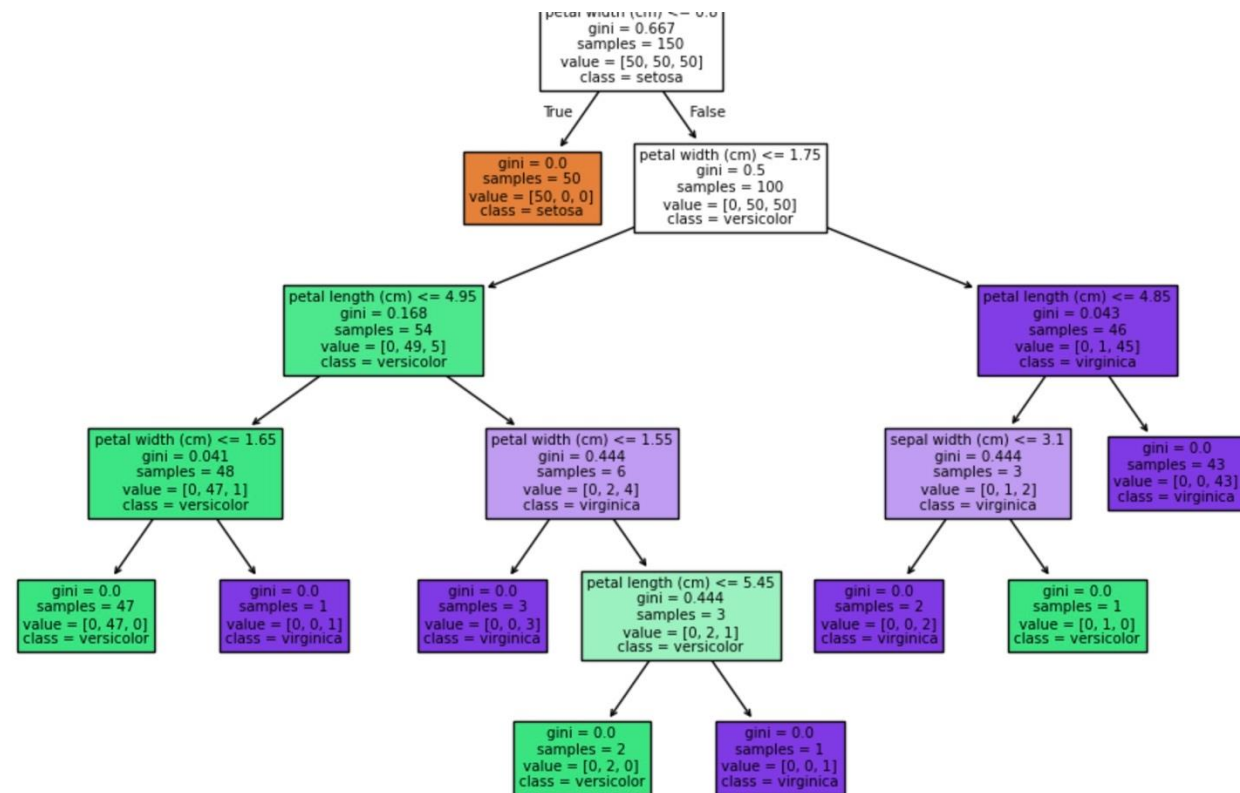 petal width (cm) <= 0.8
gini = 0.667
samples = 150
value = [50, 50, 50]
class = setosa
True
False
gini = 0.0
samples = 50
value = [50, 0, 0]
class = setosa
petal width (cm) <= 1.75
gini = 0.5
samples = 100
value = [0, 50, 50]
class = versicolor
petal length (cm) <= 4.95
gini = 0.168
samples = 54
value = [0, 49, 5]
class = versicolor
petal length (cm) <= 4.85
gini = 0.043
samples = 46
value = [0, 1, 45]
class = virginica
petal width (cm) <= 1.65
gini = 0.041
samples = 48
value = [0, 47, 1]
class = versicolor
petal width (cm) <= 1.55
gini = 0.444
samples = 6
value = [0, 2, 4]
class = virginica
sepal width (cm) <= 3.1
gini = 0.444
samples = 3
value = [0, 1, 2]
class = virginica
gini = 0.0
samples = 43
value = [0, 0, 43]
class = virginica
gini = 0.0
samples = 47
value = [0, 47, 0]
class = versicolor
gini = 0.0
samples = 1
value = [0, 0, 1]
class = virginica
gini = 0.0
samples = 3
value = [0, 0, 3]
class = virginica
petal length (cm) <= 5.45
gini = 0.444
samples = 3
value = [0, 2, 1]
class = versicolor
gini = 0.0
samples = 2
value = [0, 0, 2]
class = virginica
gini = 0.0
samples = 1
value = [0, 1, 0]
class = versicolor
gini = 0.0
samples = 2
value = [0, 2, 0]
class = versicolor
gini = 0.0
samples = 1
value = [0, 0, 1]
class = virginica